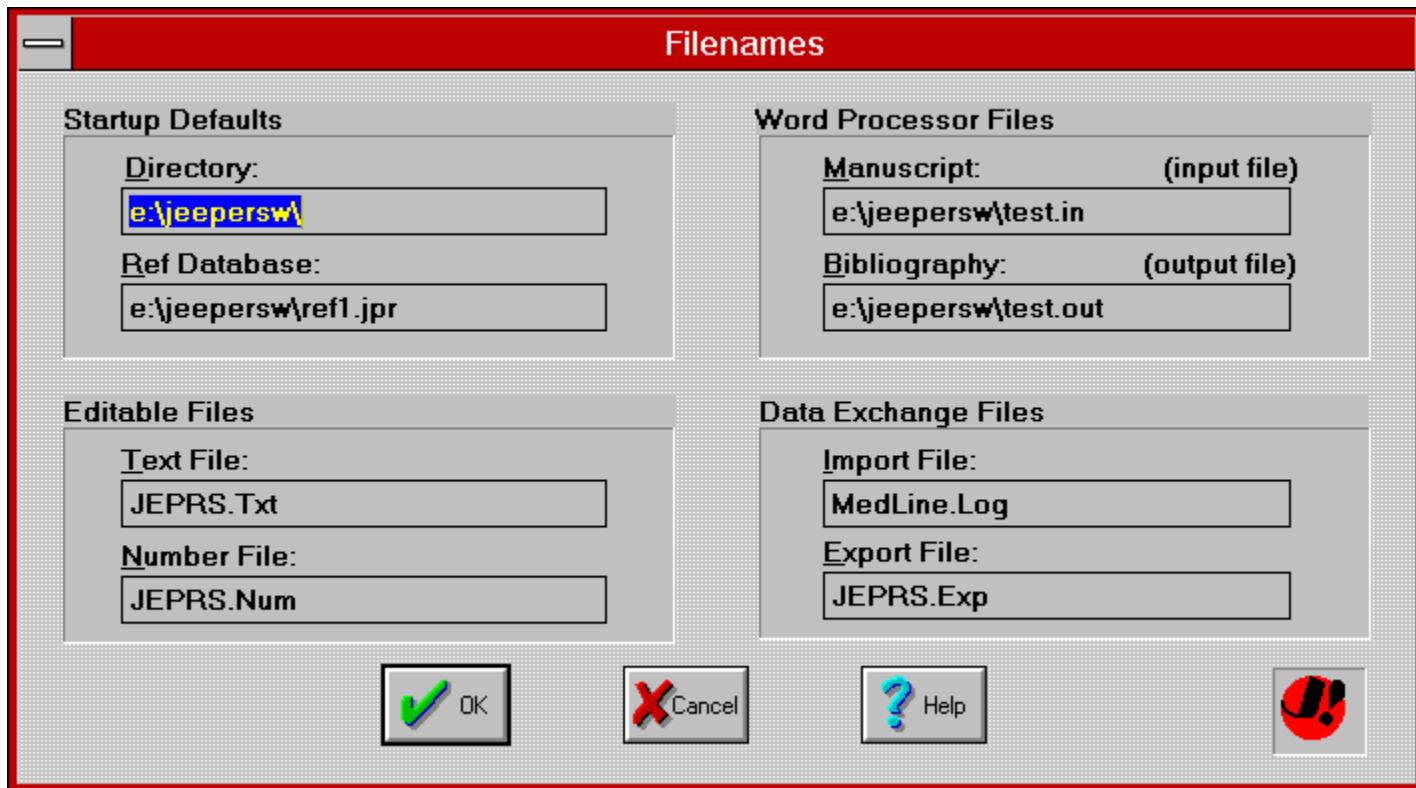 Filenames
Startup Defaults
Directory:
e:\jeepersw\
Ref Database:
e:\jeepersw\ref1.jpr
Word Processor Files
Manuscript: (input file)
e:\jeepersw\test.in
Bibliography: (output file)
e:\jeepersw\test.out
Editable Files
Text File:
JEPRS.Txt
Number File:
JEPRS.Num
Data Exchange Files
Import File:
MedLine.Log
Export File:
JEPRS.Exp
OK
Cancel
Help
J!